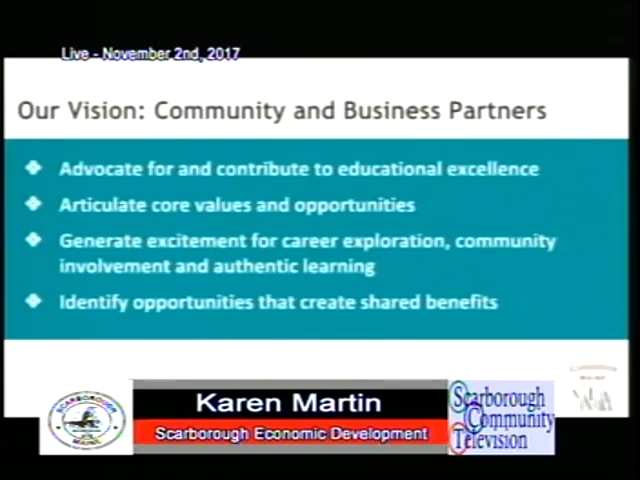 Live - November 2nd, 2017
Our Vision: Community and Business Partners
❖ Advocate for and contribute to educational excellence
❖ Articulate core values and opportunities
❖ Generate excitement for career exploration, community
involvement and authentic learning
❖ Identify opportunities that create shared benefits
SCARBOROUGH
MAINE
Karen Martin
Scarborough Economic Development
Scarborough
Community
Television